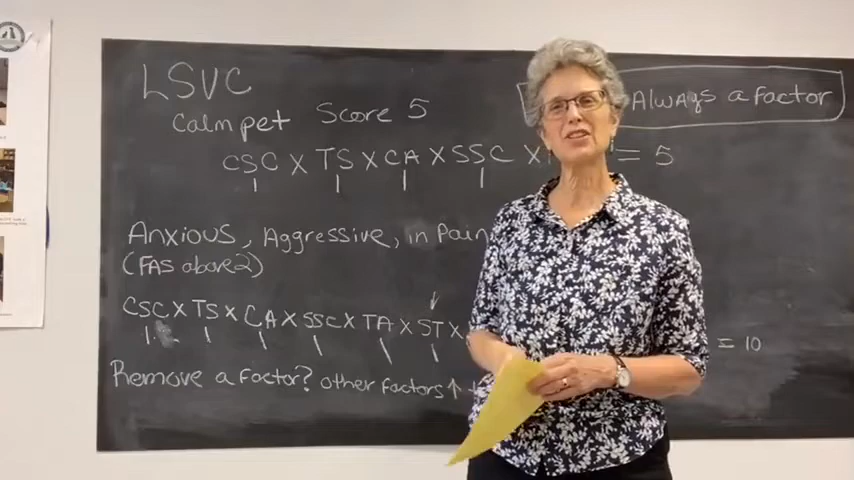 LSVC
Always a factor
Calm pet Score 5
CSC x TS x CA x SSC x = 5
Anxious, Aggressive, in Pain
(FAS above 2)
CSC x TS x CA x SSC x TA x ST x = 10
Remove a Factor? Other Factors ↑